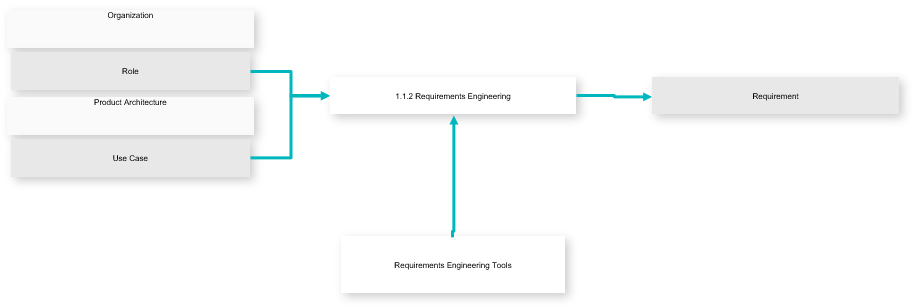 Organization
Role
Product Architecture
Use Case
1.1.2 Requirements Engineering
Requirement
Requirements Engineering Tools